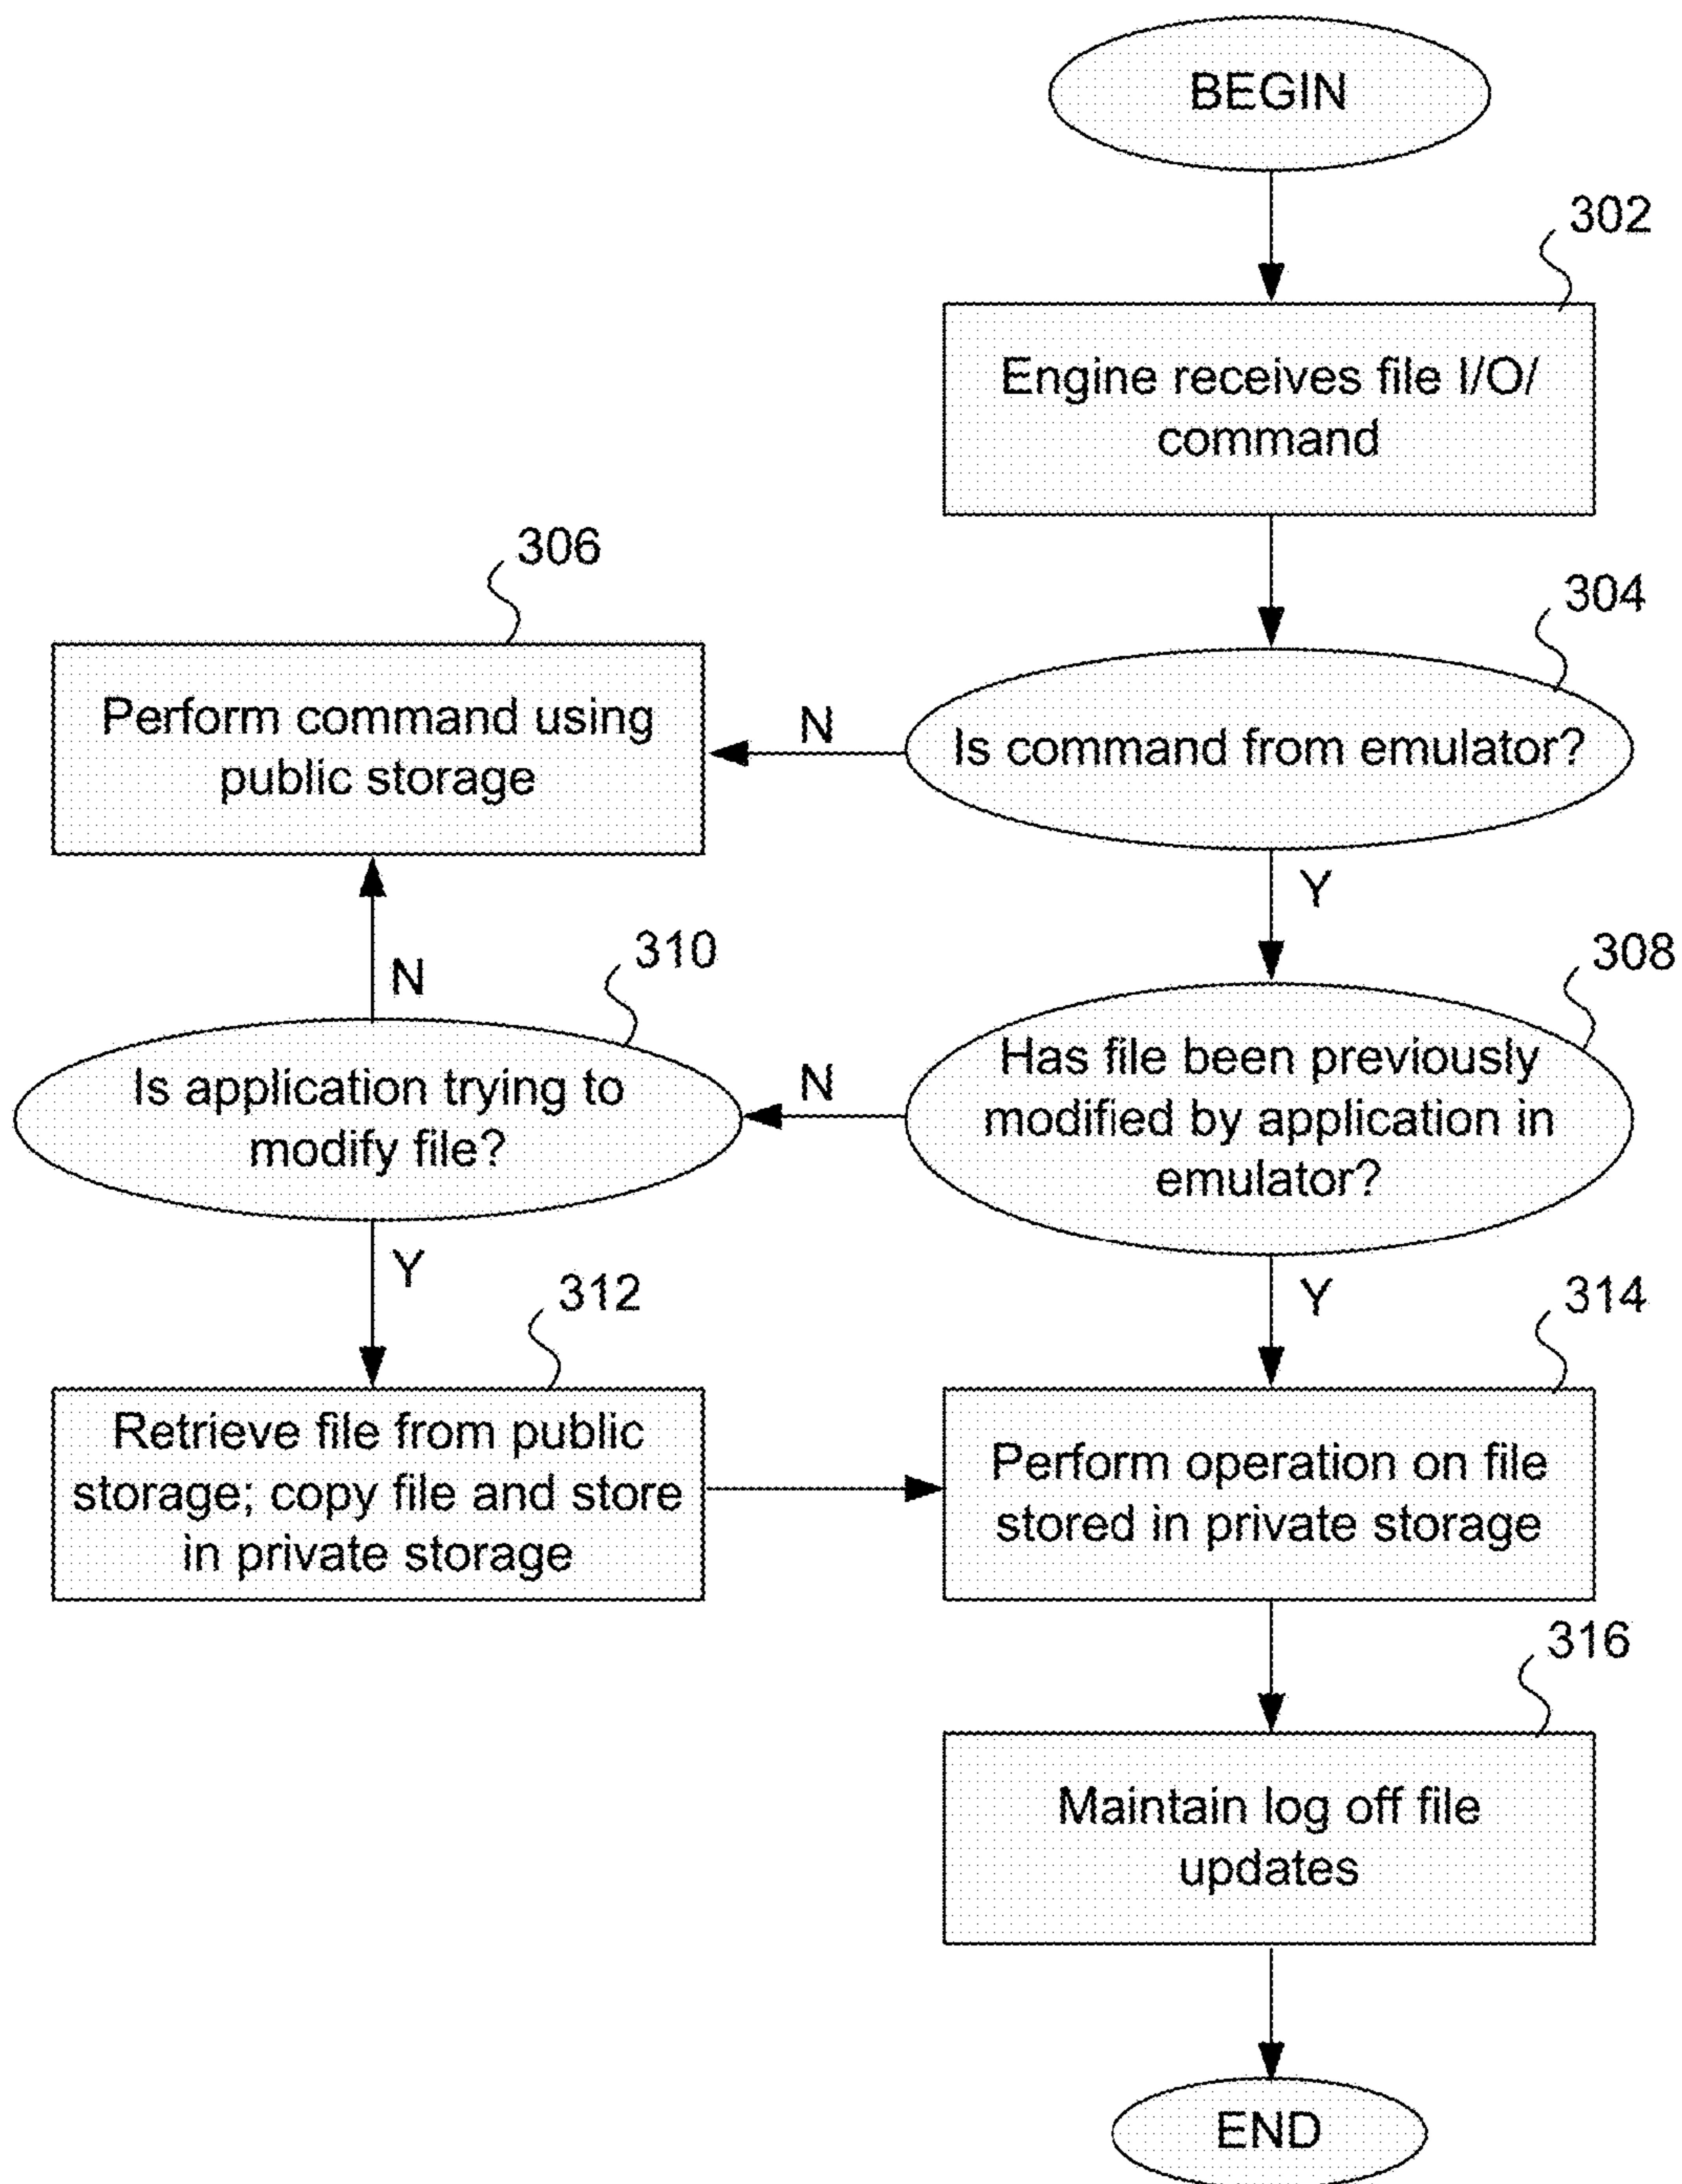 BEGIN
302
Engine receives file I/O/
command
306
304
Perform command using
public storage
N
Is command from emulator?
Y
310
308
N
Is application trying to
modify file?
N
Has file been previously
modified by application in
emulator?
Y
312
Y
314
Retrieve file from public
storage; copy file and store
in private storage
Perform operation on file
stored in private storage
316
Maintain log off file
updates
END